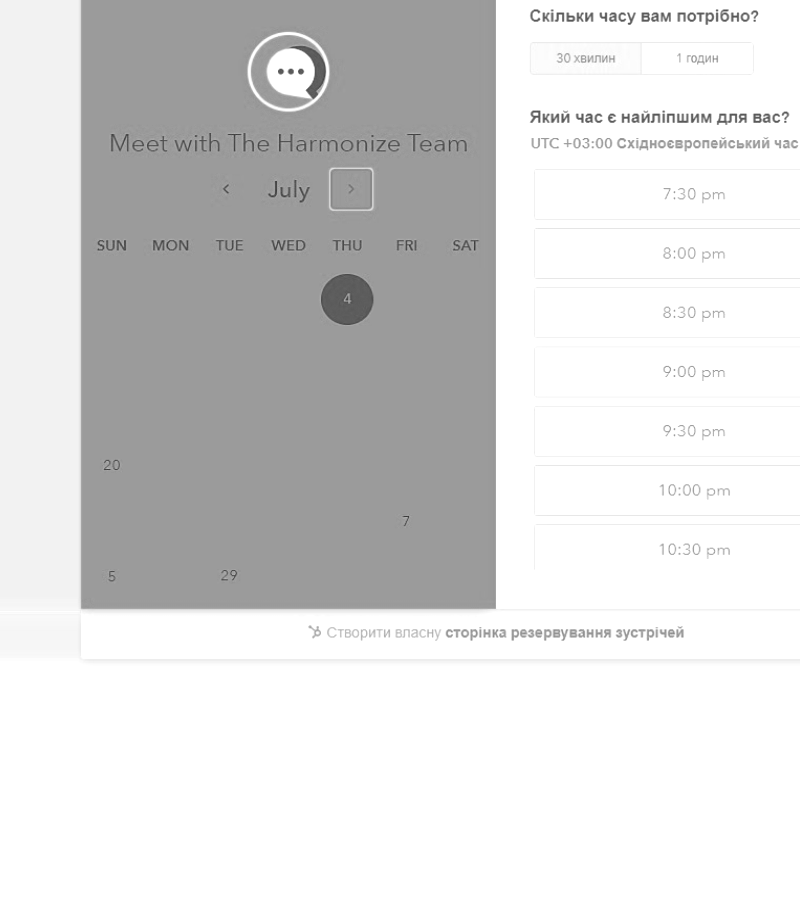 Meet with The Harmonize Team
July
SUN MON TUE WED THU FRI SAT
4
20
7
5 29
Скільки часу вам потрібно?
30 хвилин 1 годин
Який час є найліпшим для вас?
UTC +03:00 Східноєвропейський час
7:30 pm
8:00 pm
8:30 pm
9:00 pm
9:30 pm
10:00 pm
10:30 pm
Створити власну сторінка резервування зустрічей